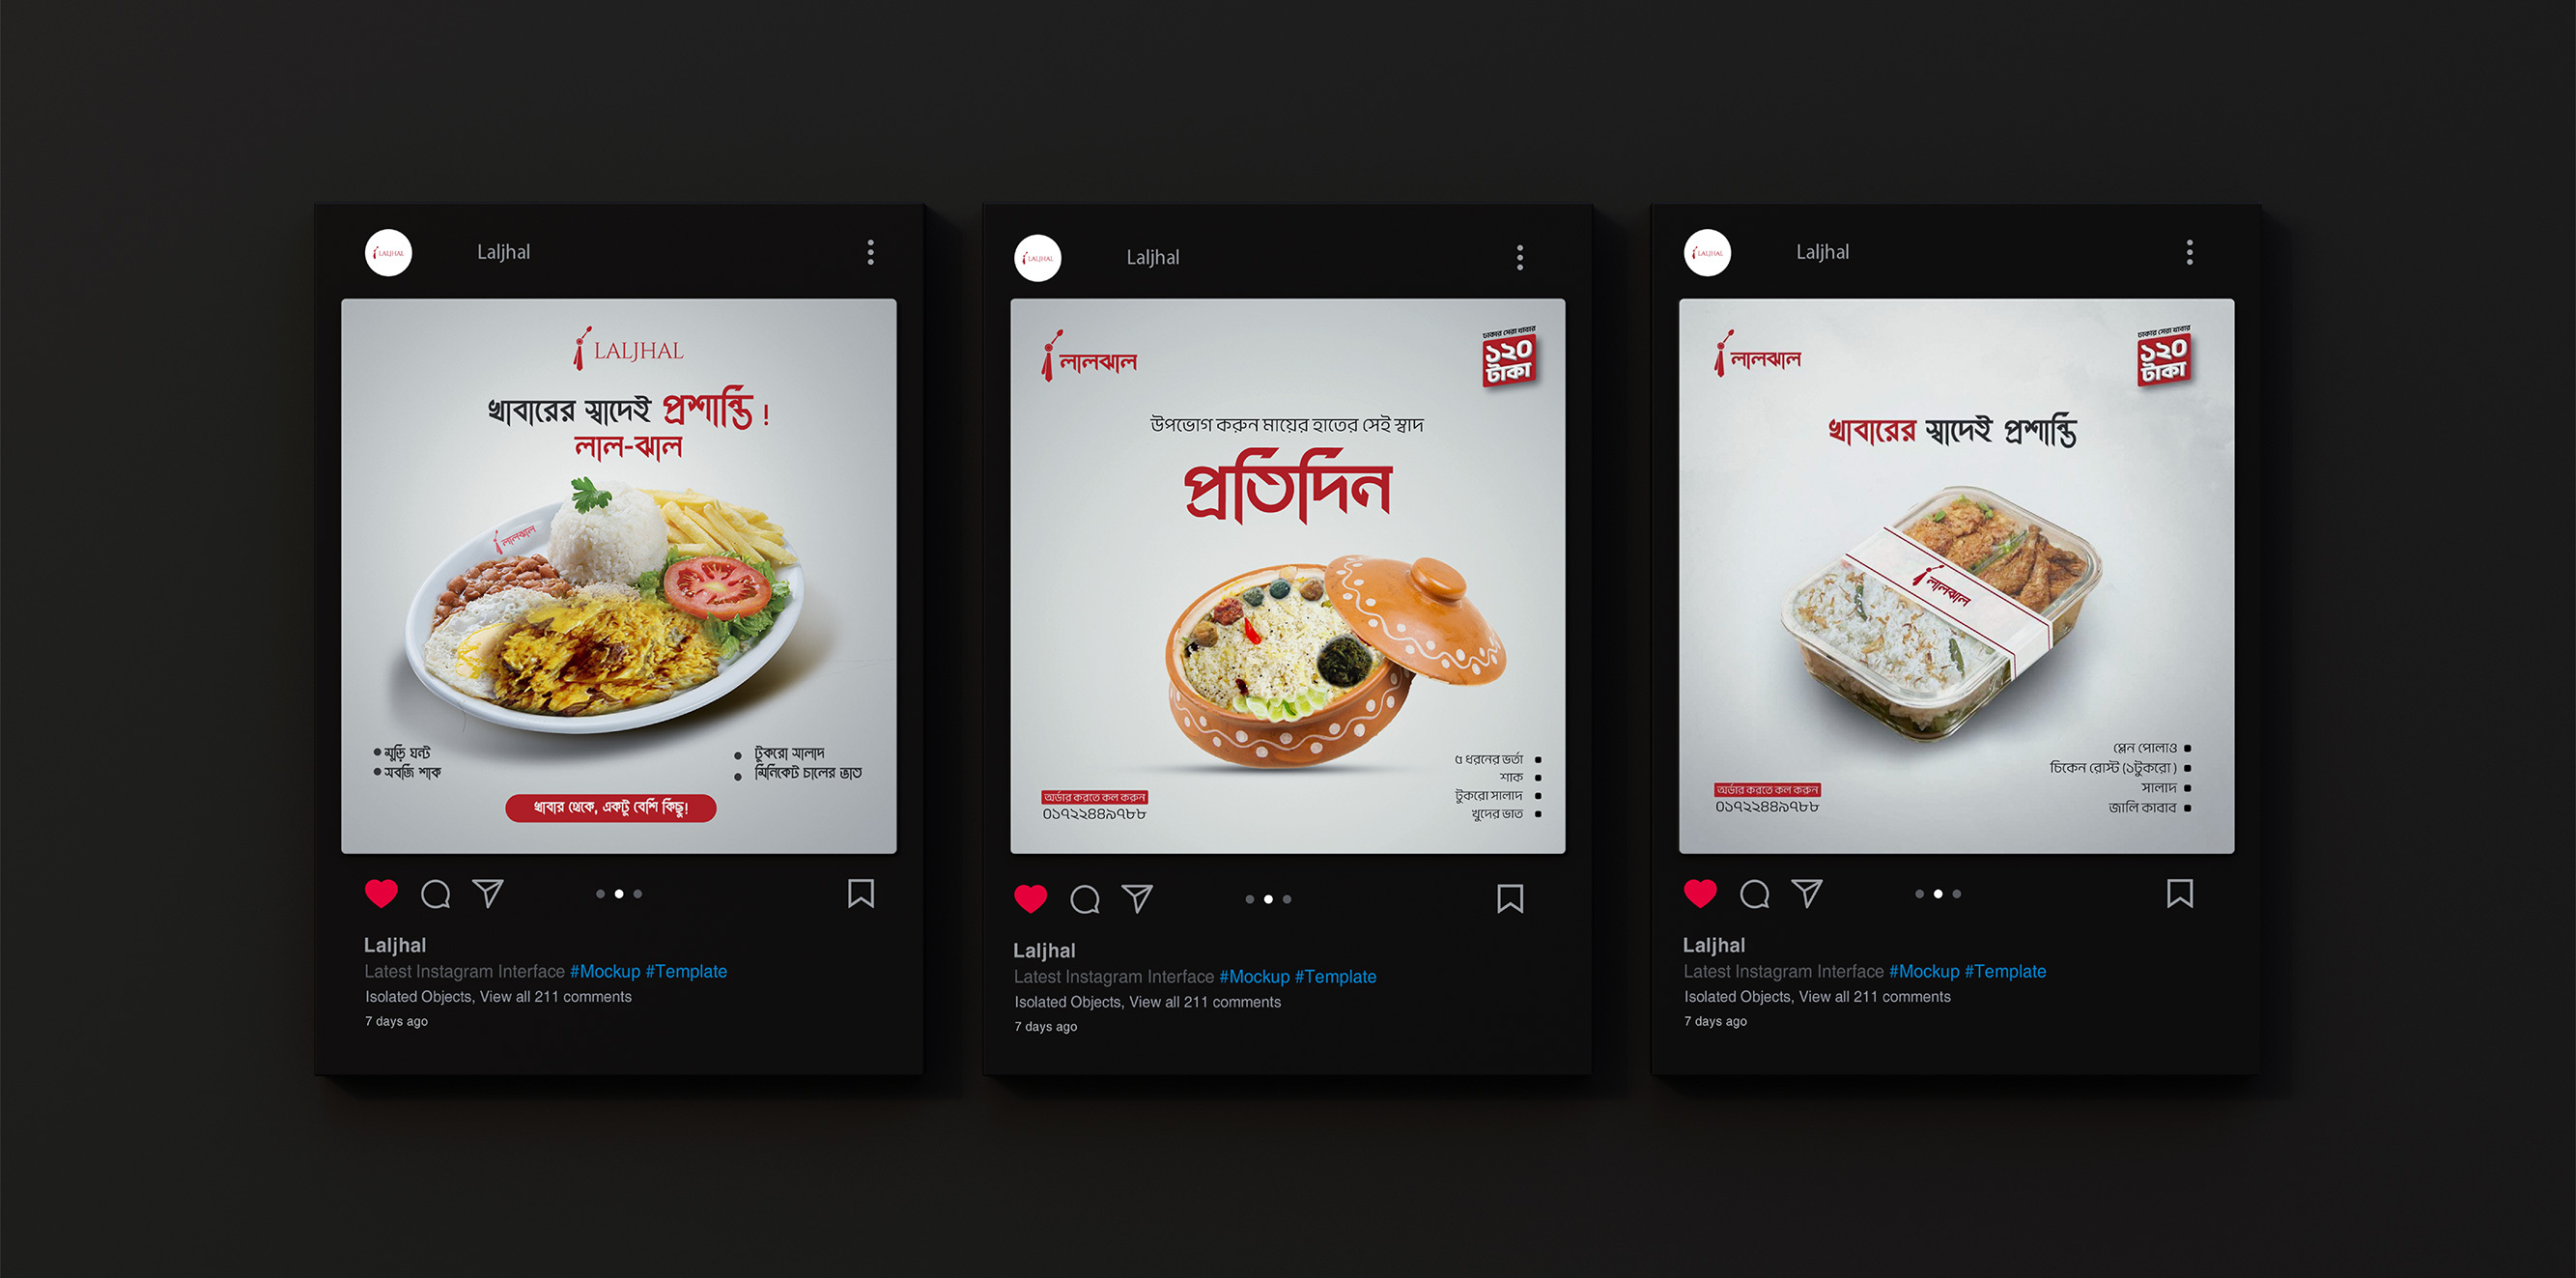 LALJHAL
Laljhal
LALJHAL
খাবারের স্বাদেই প্রশান্তি !
লাল-ঝাল
লালঝাল
মুড়ি ঘন্ট
সবজি শাক
টুকরো সালাদ
মিনিকেট চালের ভাত
খাবার থেকে, একটু বেশি কিছু!
Laljhal
Latest Instagram Interface #Mockup #Template
Isolated Objects, View all 211 comments
7 days ago
LALJHAL
Laljhal
লালঝাল
ঢাকার সেরা খাবার
১২০
টাকা
উপভোগ করুন মায়ের হাতের সেই স্বাদ
প্রতিদিন
৫ ধরনের ভর্তা
শাক
টুকরো সালাদ
খুদের ভাত
অর্ডার করতে কল করুন
০১৭২২৪৪৯৭৮৮
Laljhal
Latest Instagram Interface #Mockup #Template
Isolated Objects, View all 211 comments
7 days ago
LALJHAL
Laljhal
লালঝাল
ঢাকার সেরা খাবার
১২০
টাকা
খাবারের স্বাদেই প্রশান্তি
লালঝাল
প্লেন পোলাও
চিকেন রোস্ট (১টুকরো )
সালাদ
জালি কাবাব
অর্ডার করতে কল করুন
০১৭২২৪৪৯৭৮৮
Laljhal
Latest Instagram Interface #Mockup #Template
Isolated Objects, View all 211 comments
7 days ago